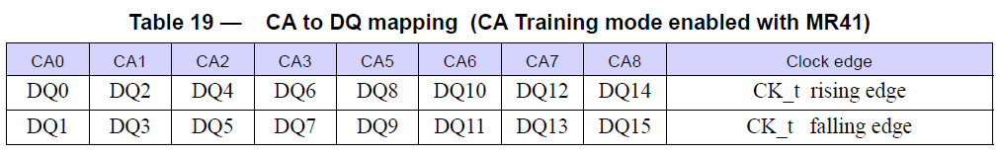 Table 19 — CA to DQ mapping (CA Training mode enabled with MR41)
CA0 CA1 CA2 CA3 CA5 CA6 CA7 CA8 Clock edge
DQ0 DQ2 DQ4 DQ6 DQ8 DQ10 DQ12 DQ14 CK_t rising edge
DQ1 DQ3 DQ5 DQ7 DQ9 DQ11 DQ13 DQ15 CK_t falling edge